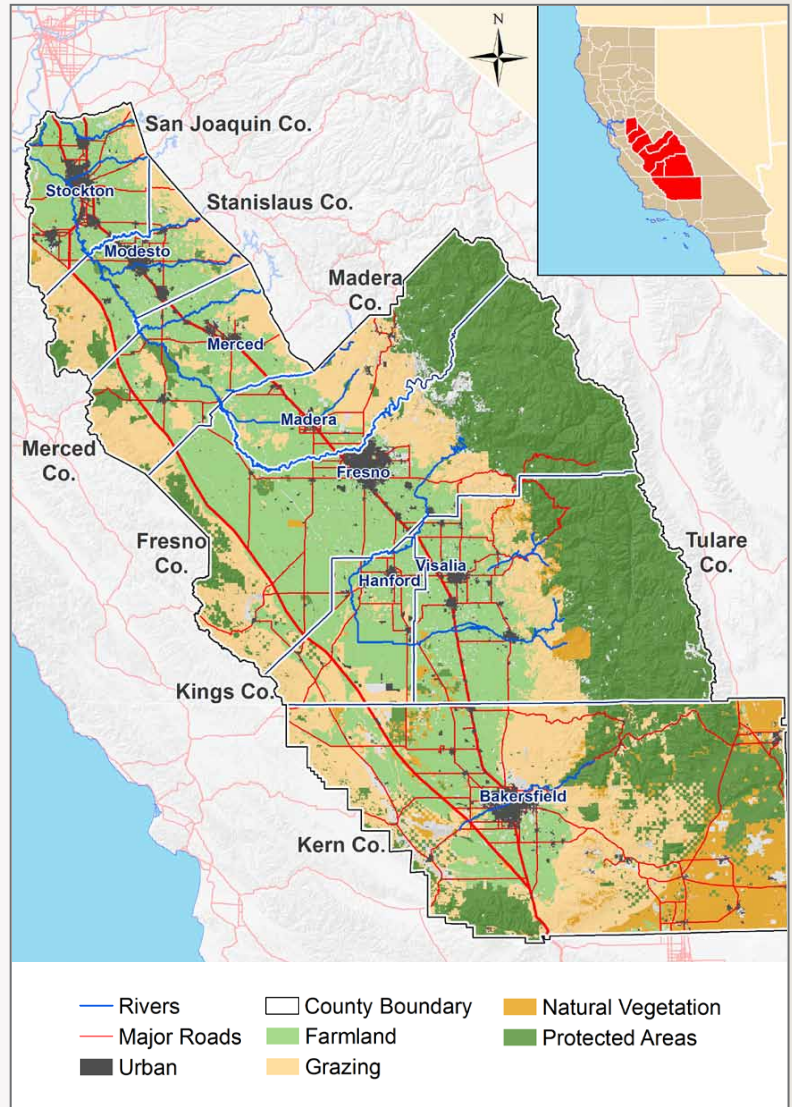 N
San Joaquin Co.
Stockton
Stanislaus Co.
Modesto
Madera
Co.
Merced
Madera
Merced
Co.
Fresno
Fresno
Co.
Tulare
Co.
Visalia
Hanford
Kings Co.
Bakersfield
Kern Co.
Rivers
County Boundary
Natural Vegetation
Major Roads
Farmland
Protected Areas
Urban
Grazing